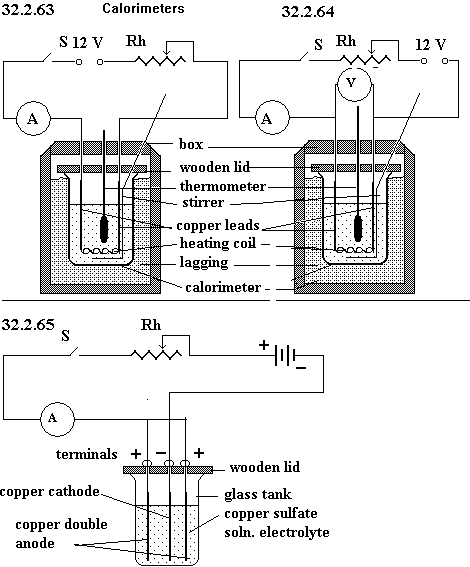 32.2.63
Calorimeters
32.2.64
S 12 V
Rh
A
S
Rh
12 V
V
A
box
wooden lid
thermometer
stirrer
copper leads
heating coil
lagging
calorimeter
32.2.65
S
Rh
+
−
A
terminals + − +
wooden lid
copper cathode
glass tank
copper double
anode
copper sulfate
soln. electrolyte